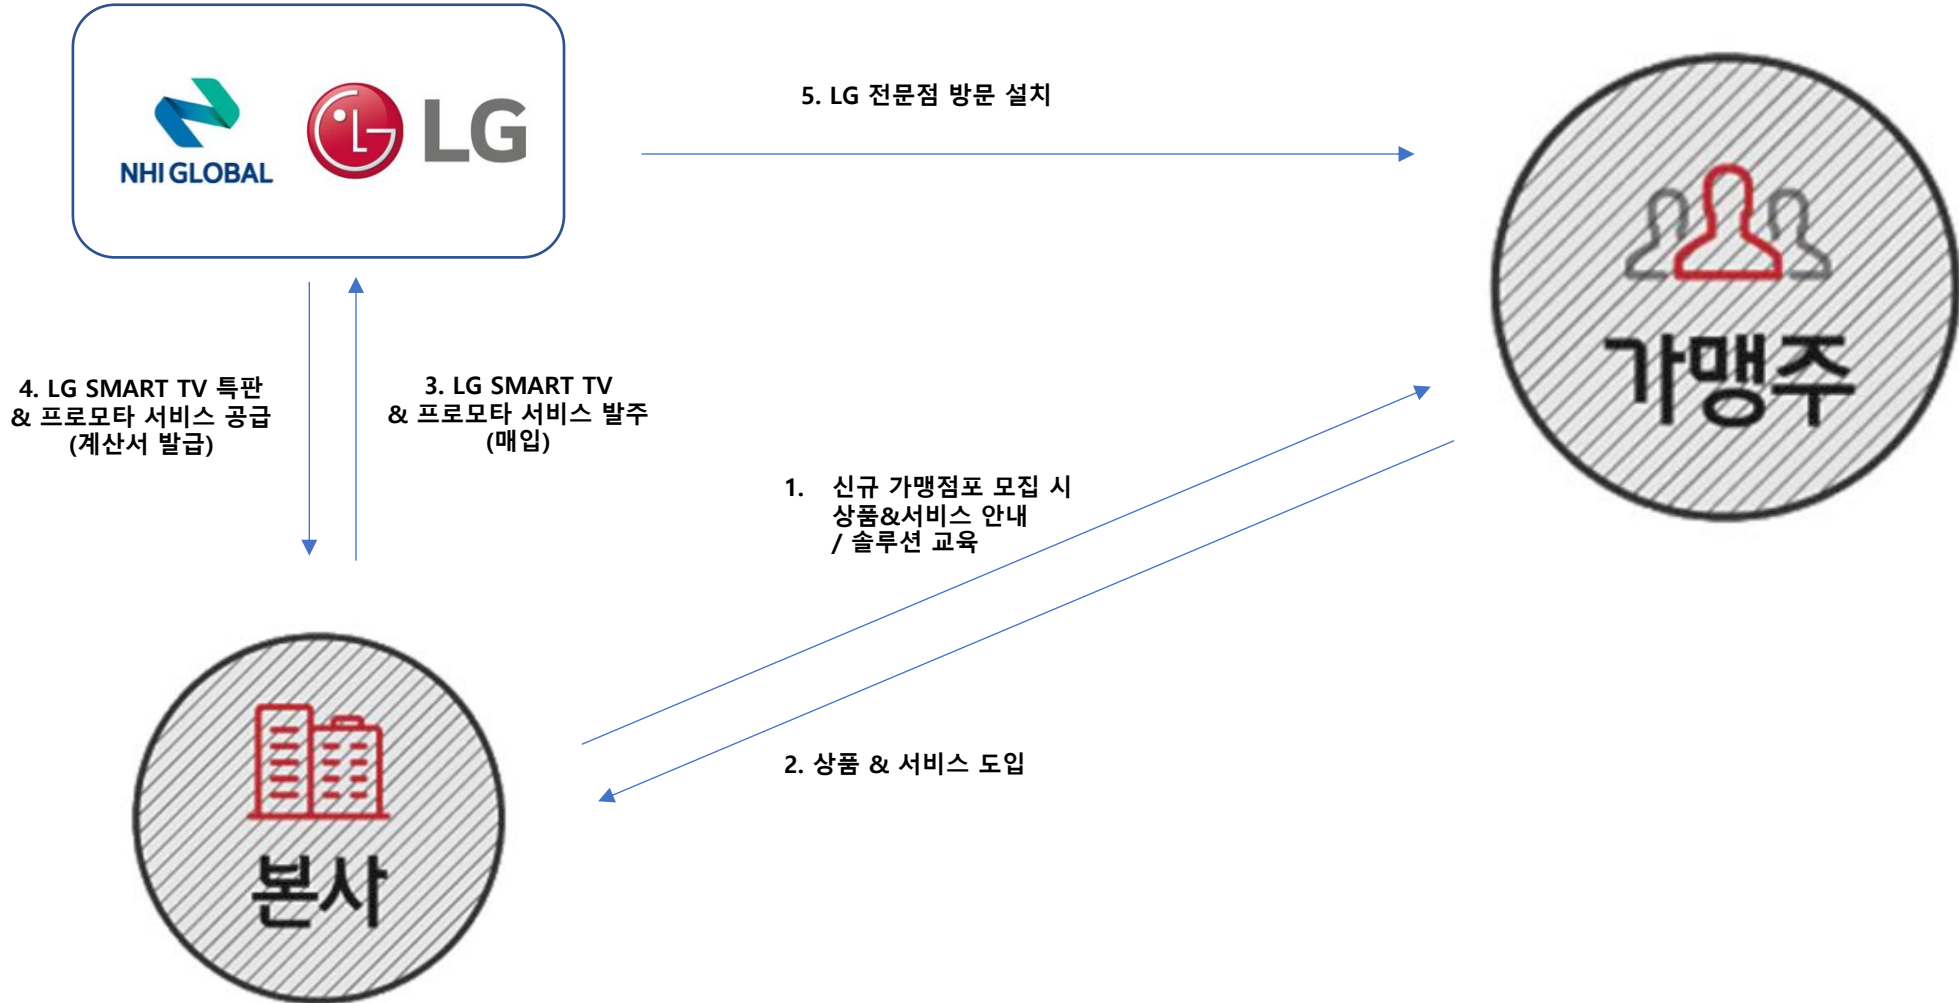 NHI GLOBAL
LG
5. LG 전문점 방문 설치
가맹주
4. LG SMART TV 특판
& 프로모타 서비스 공급
(계산서 발급)
3. LG SMART TV
& 프로모타 서비스 발주
(매입)
1. 신규 가맹점포 모집 시
상품&서비스 안내
/ 솔루션 교육
2. 상품 & 서비스 도입
본사